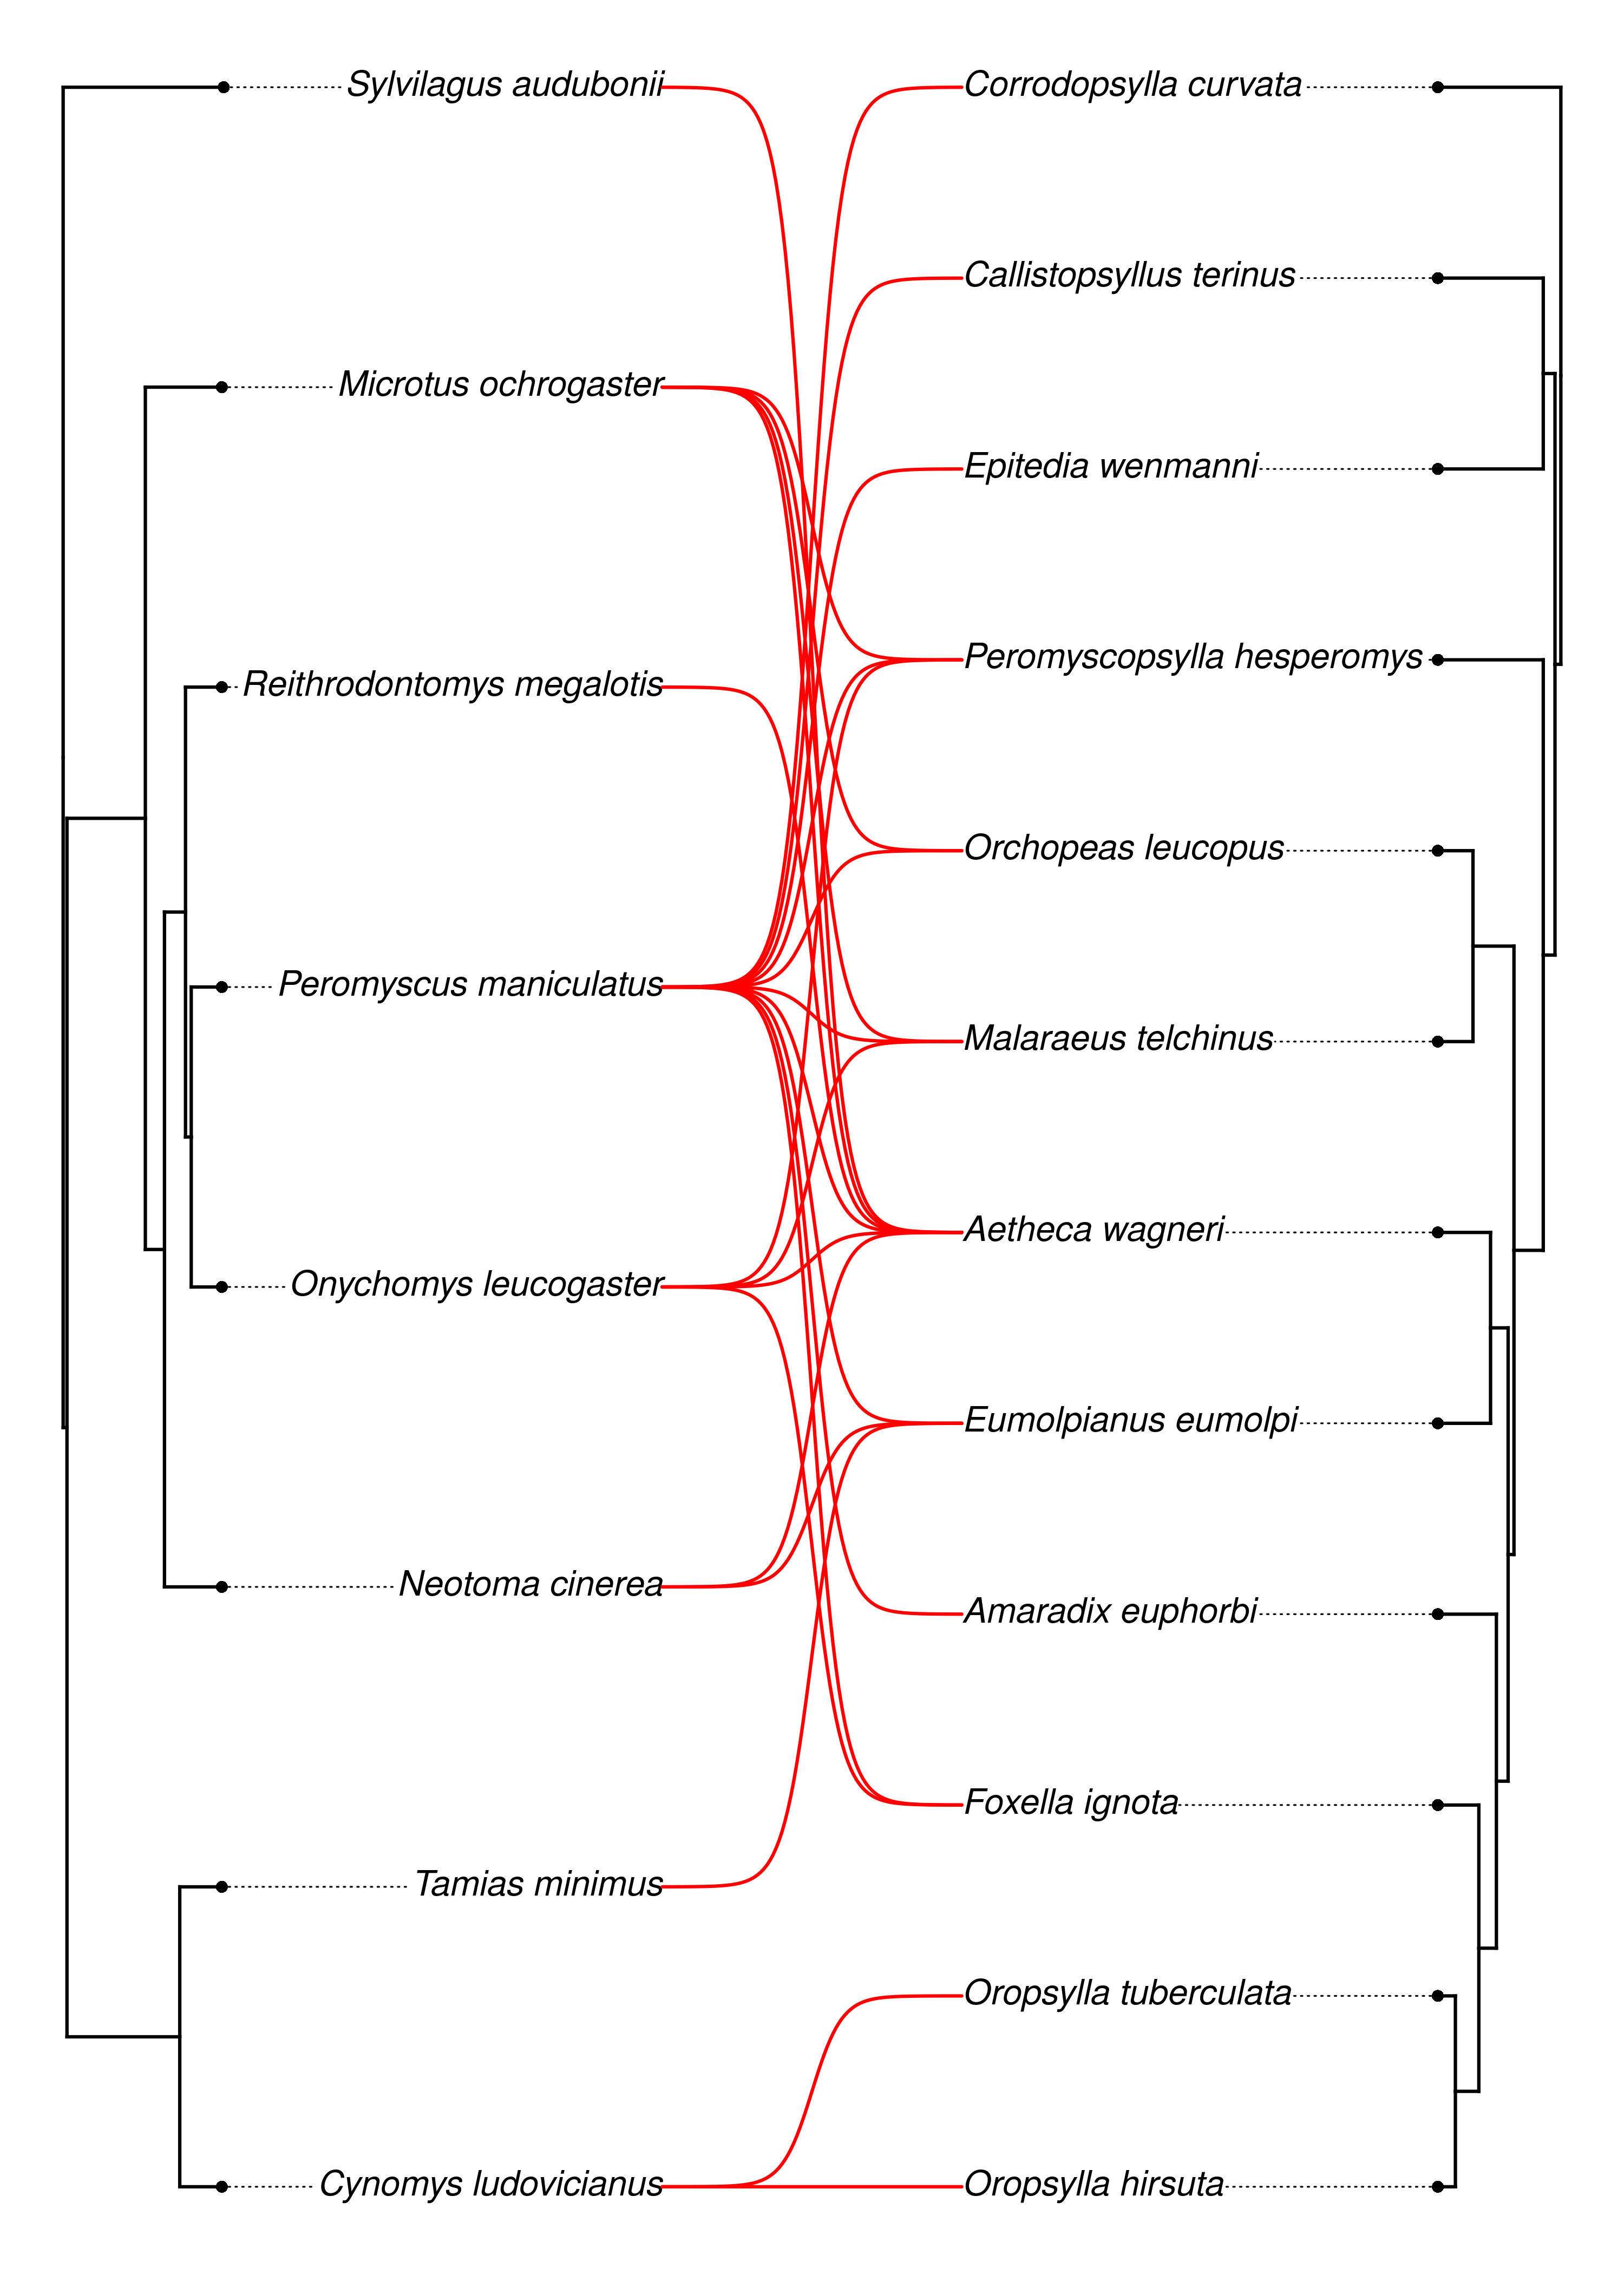 Sylvilagus audubonii
Microtus ochrogaster
Reithrodontomys megalotis
Peromyscus maniculatus
Onychomys leucogaster
Neotoma cinerea
Tamias minimus
Cynomys ludovicianus
Corrodopsylla curvata
Callistopsyllus terinus
Epitedia wenmanni
Peromyscopsylla hesperomys
Orchopeas leucopus
Malaraeus telchinus
Aetheca wagneri
Eumolpianus eumolpi
Amaradix euphorbi
Foxella ignota
Oropsylla tuberculata
Oropsylla hirsuta